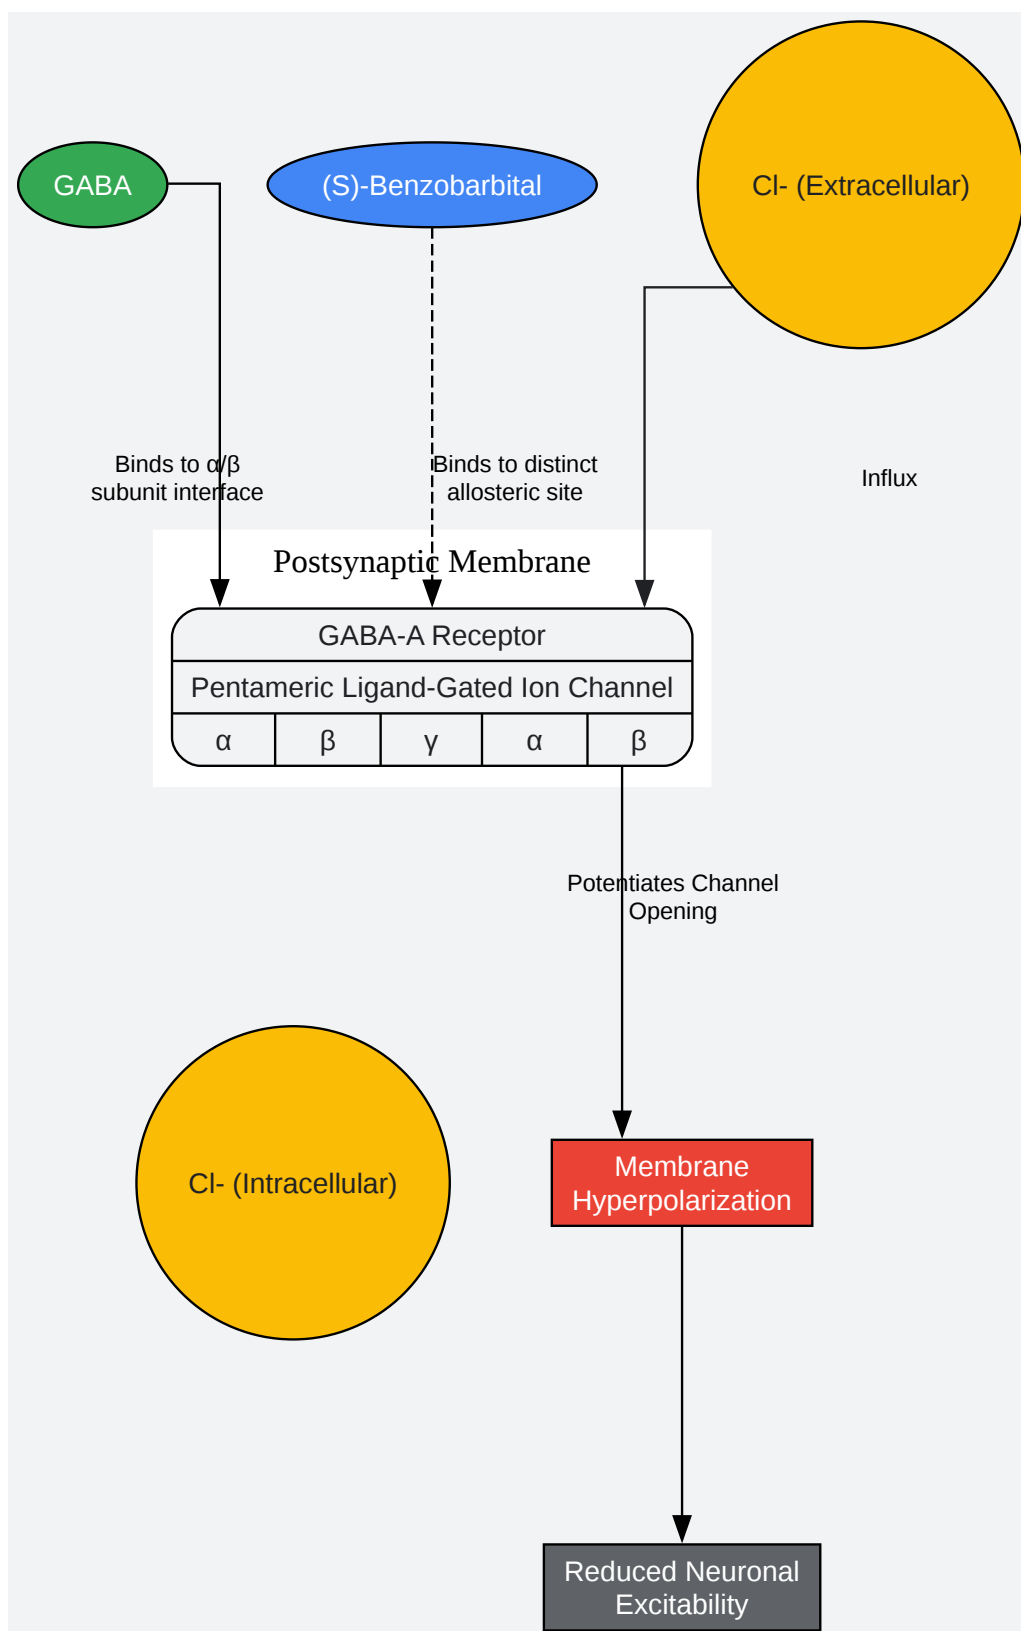 GABA
(S)-Benzobarbital
Cl- (Extracellular)
Binds to α/β
subunit interface
Binds to distinct
allosteric site
Influx
Postsynaptic Membrane
GABA-A Receptor
Pentameric Ligand-Gated Ion Channel
α β γ α β
Potentiates Channel
Opening
Cl- (Intracellular)
Membrane
Hyperpolarization
Reduced Neuronal
Excitability